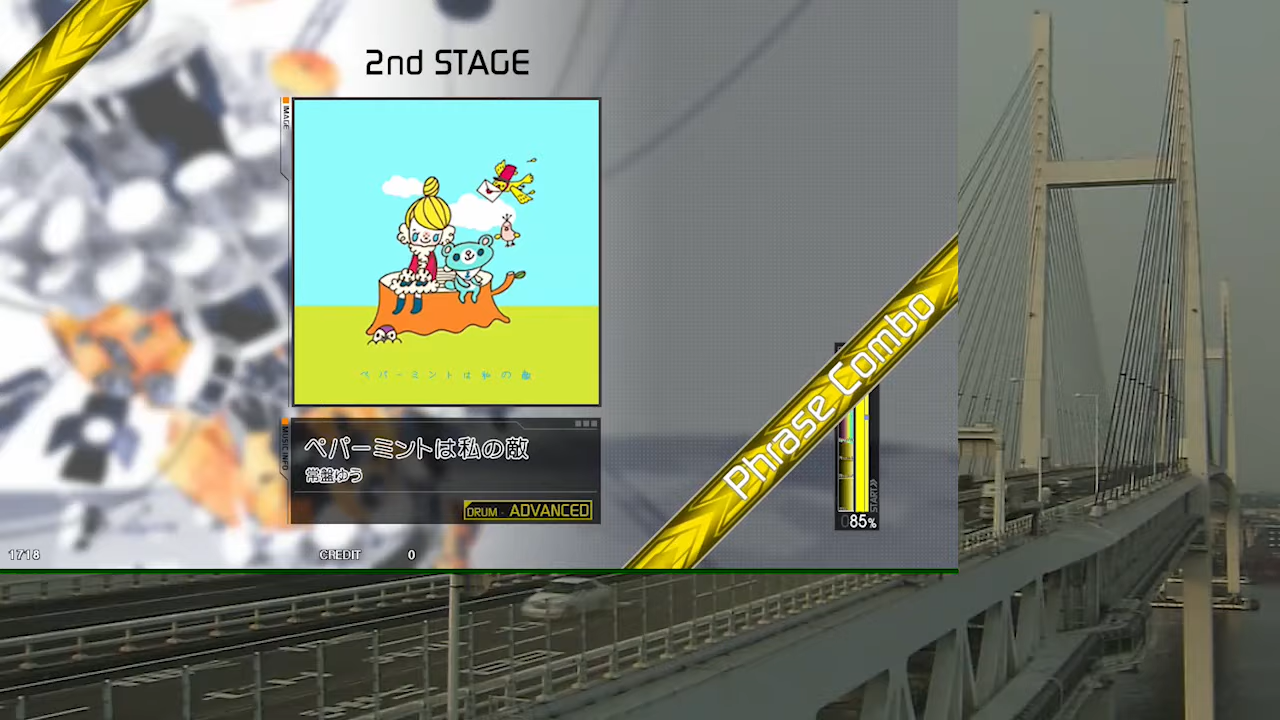 2nd STAGE
IMAGE
ペパーミントは私の敵
MUSIC INFO
ペパーミントは私の敵
常盤ゆう
DRUM - ADVANCED
Phrase Combo
START
085%
1718
CREDIT 0